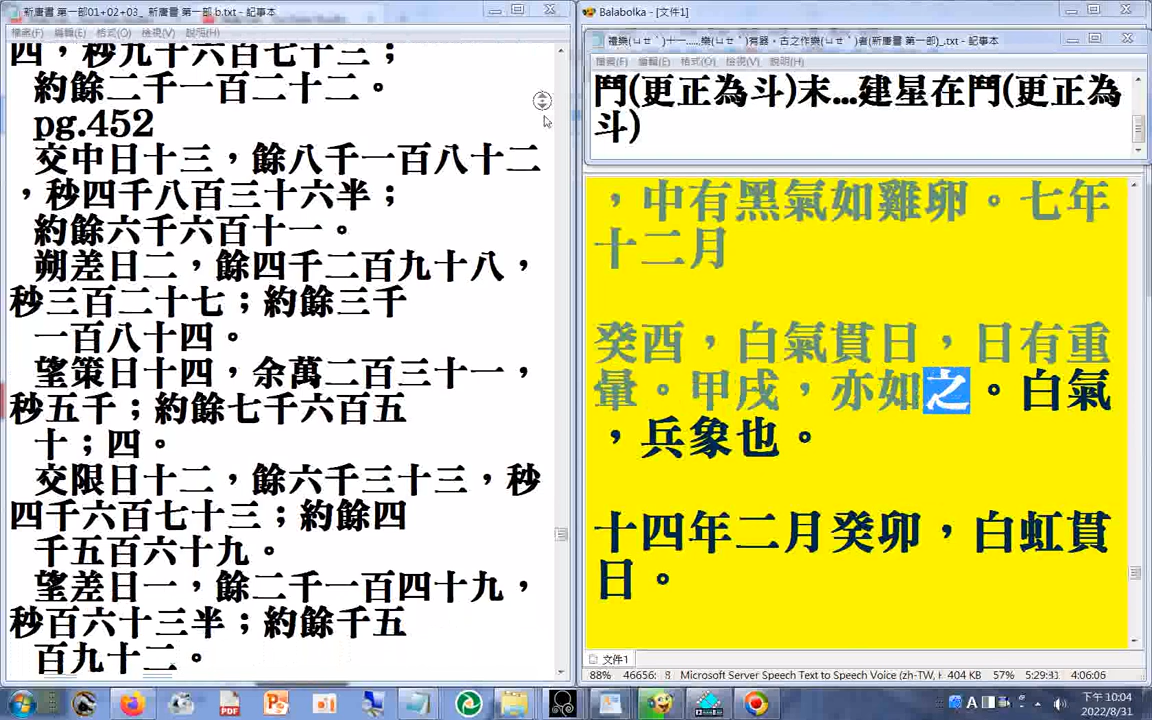 新唐書 第一部01+02+03_ 新唐書 第一部 b.txt - 記事本
檔案(F) 編輯(E) 格式(O) 檢視(V) 說明(H)
四，秒九千六百七十三；
約餘二千一百二十二。
pg.452
交中日十三，餘八千一百八十二
，秒四千八百三十六半；
約餘六千六百十一。
朔差日二，餘四千二百九十八，
秒三百二十七；約餘三千
一百八十四。
望策日十四，余萬二百三十一，
秒五千；約餘七千六百五
十；四。
交限日十二，餘六千三十三，秒
四千六百七十三；約餘四
千五百六十九。
望差日一，餘二千一百四十九，
秒百六十三半；約餘千五
百九十二。
Balabolka - [文件1]
禮樂(ㄩㄝˋ)十一.....樂(ㄩㄝˋ)有器，古之作樂(ㄩㄝˋ)者(新唐書 第一部)_.txt - 記事本
檔案(F) 編輯(E) 格式(O) 檢視(V) 說明(H)
鬥(更正為斗)末...建星在鬥(更正為
斗)
，中有黑氣如雞卵。七年
十二月
癸酉，白氣貫日，日有重
暈。甲戌，亦如之。白氣
，兵象也。
十四年二月癸卯，白虹貫
日。
文件1
88% 46656: Microsoft Server Speech Text to Speech Voice (zh-TW, H 404 KB 57% 5:29:31 4:06:05
下午 10:04
2022/8/31